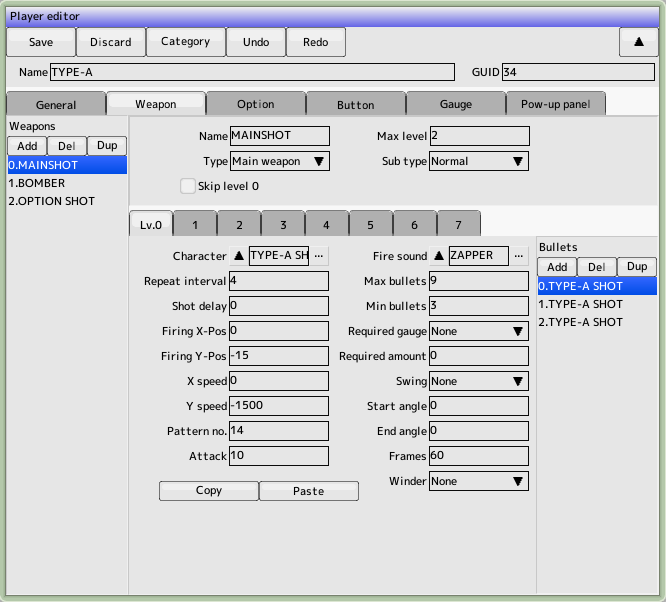 Player editor
Save Discard Category Undo Redo ▲
Name TYPE-A GUID 34
General Weapon Option Button Gauge Pow-up panel
Weapons
Add Del Dup
0.MAINSHOT
1.BOMBER
2.OPTION SHOT
Name MAINSHOT Max level 2
Type Main weapon ▼ Sub type Normal ▼
Skip level 0
Lv.0 1 2 3 4 5 6 7
Character ▲ TYPE-A SH ... Fire sound ▲ ZAPPER ...
Repeat interval 4 Max bullets 9
Shot delay 0 Min bullets 3
Firing X-Pos 0 Required gauge None ▼
Firing Y-Pos -15 Required amount 0
X speed 0 Swing None ▼
Y speed -1500 Start angle 0
Pattern no. 14 End angle 0
Attack 10 Frames 60
Winder None ▼
Copy Paste
Bullets
Add Del Dup
0.TYPE-A SHOT
1.TYPE-A SHOT
2.TYPE-A SHOT